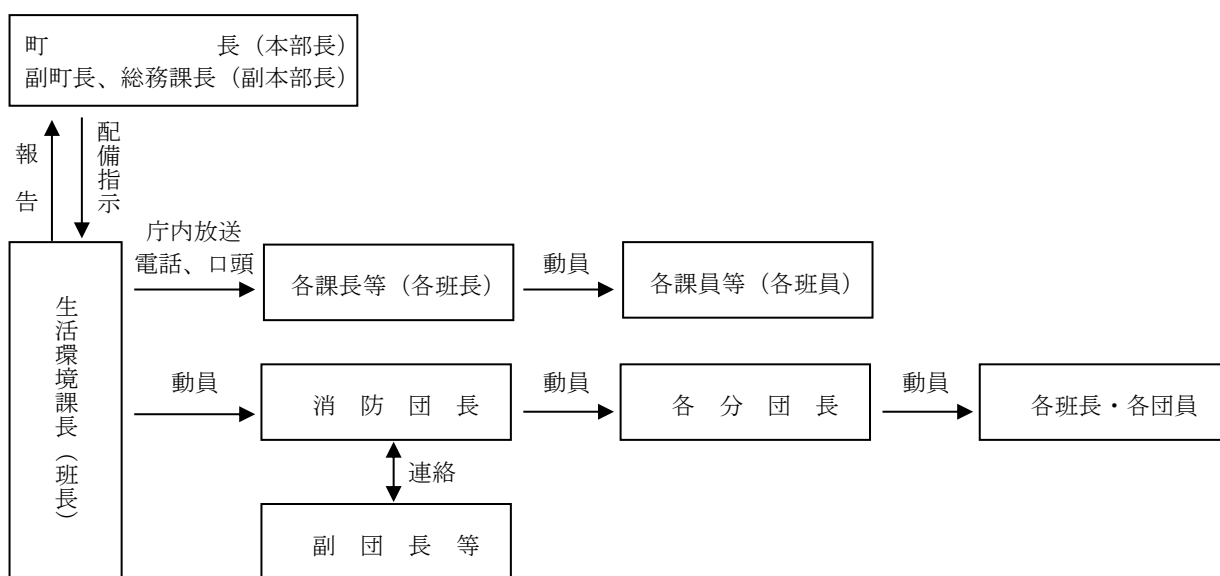 町　　　　　　　長（本部長）
副町長、総務課長（副本部長）
報告
配備指示
庁内放送
電話、口頭
各課長等（各班長）
動員
各課員等（各班員）
生活環境課長（班長）
動員
消　防　団　長
動員
各　分　団　長
動員
各班長・各団員
連絡
副　団　長　等